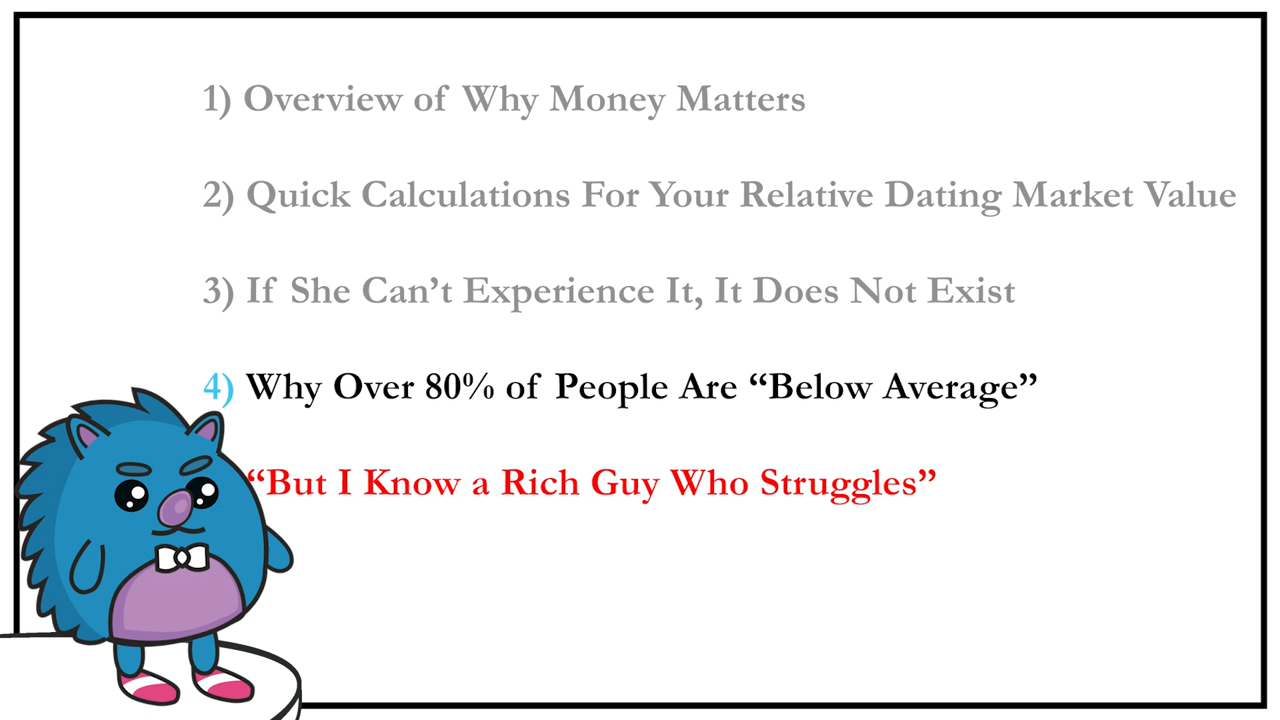 1) Overview of Why Money Matters
2) Quick Calculations For Your Relative Dating Market Value
3) If She Can’t Experience It, It Does Not Exist
4) Why Over 80% of People Are “Below Average”
“But I Know a Rich Guy Who Struggles”